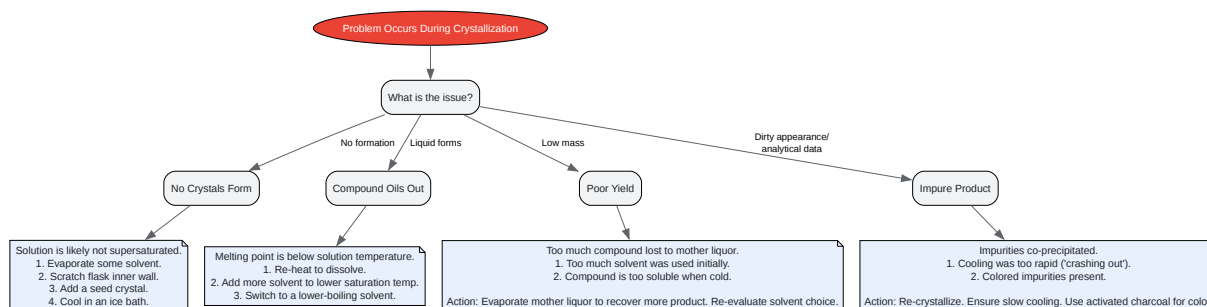 Problem Occurs During Crystallization
What is the issue?
No formation
Liquid forms
Low mass
Dirty appearance/
analytical data
No Crystals Form
Compound Oils Out
Poor Yield
Impure Product
Solution is likely not supersaturated.
1. Evaporate some solvent.
2. Scratch flask inner wall.
3. Add a seed crystal.
4. Cool in an ice bath.
Melting point is below solution temperature.
1. Re-heat to dissolve.
2. Add more solvent to lower saturation temp.
3. Switch to a lower-boiling solvent.
Too much compound lost to mother liquor.
1. Too much solvent was used initially.
2. Compound is too soluble when cold.
Action: Evaporate mother liquor to recover more product. Re-evaluate solvent choice.
Impurities co-precipitated.
1. Cooling was too rapid ('crashing out').
2. Colored impurities present.
Action: Re-crystallize. Ensure slow cooling. Use activated charcoal for